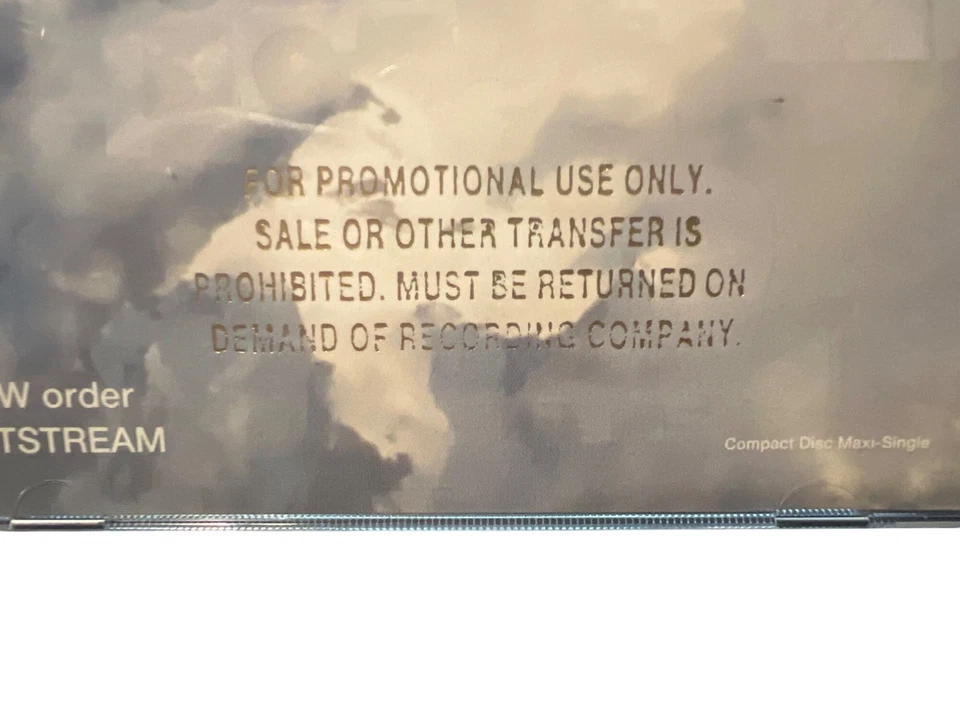 FOR PROMOTIONAL USE ONLY.
SALE OR OTHER TRANSFER IS
PROHIBITED. MUST BE RETURNED ON
DEMAND OF RECORDING COMPANY.
W order
TSTREAM
Compact Disc Maxi-Single